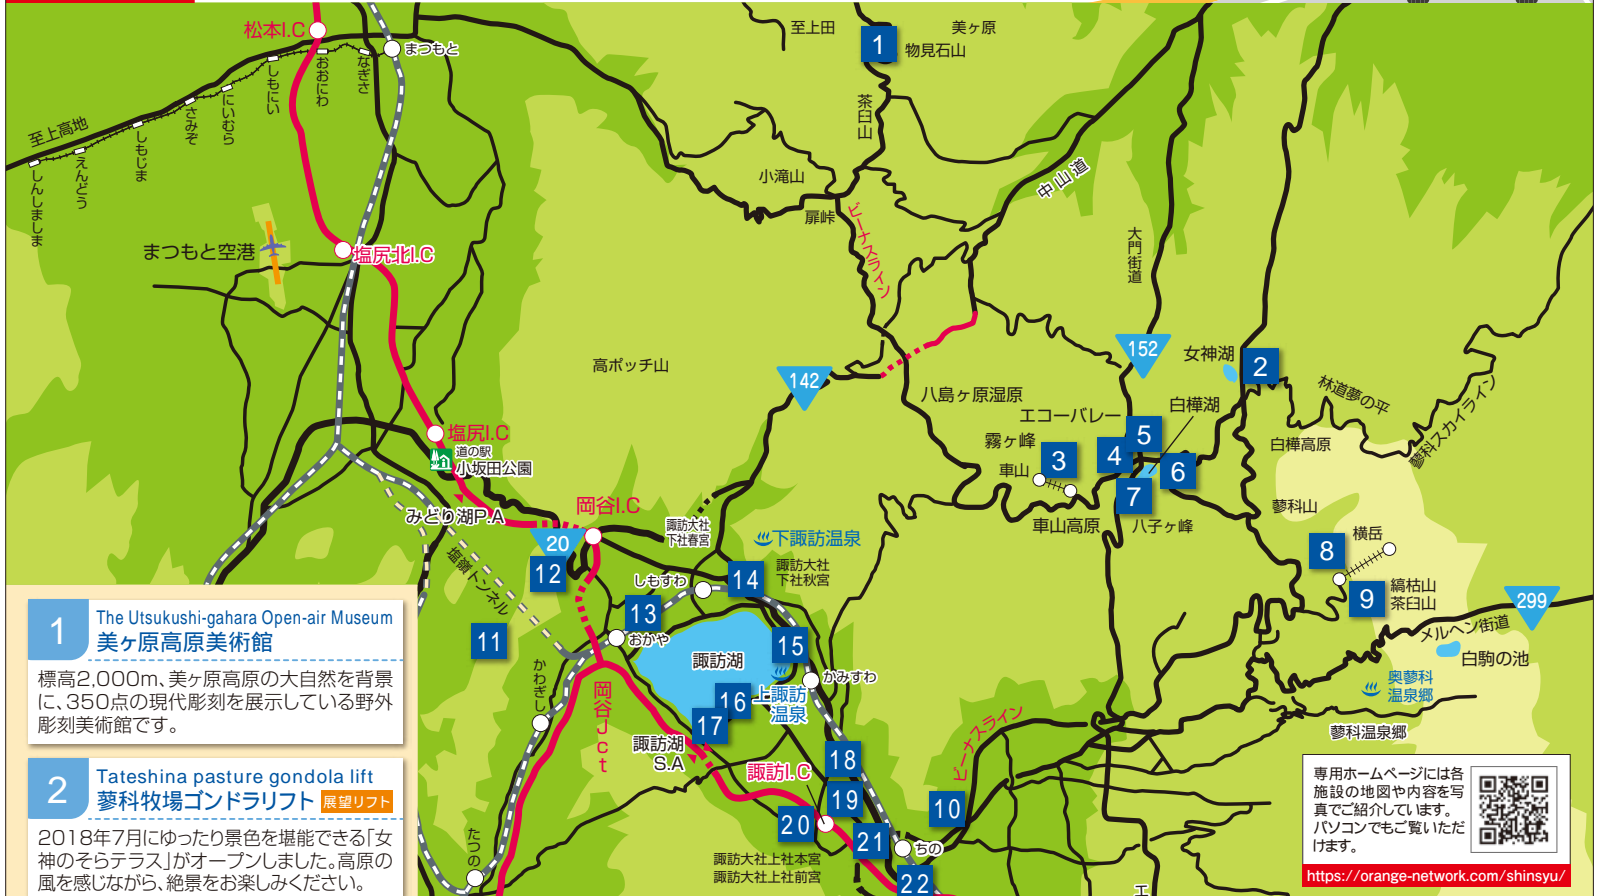 松本I.C
まつもと
なぎさ
おおにわ
しもにい
にいむら
さみぞ
しもじま
えんどう
しんしましま
至上高地
まつもと空港
塩尻北I.C
至上田
美ヶ原
1
物見石山
茶臼山
小滝山
扉峠
ビーナスライン
中山道
大門街道
152
女神湖
2
142
高ボッチ山
八島ヶ原湿原
エコーバレー
白樺湖
霧ヶ峰
車山
3
4
5
6
7
車山高原
八子ヶ峰
林道夢の平
蓼科スカイライン
白樺高原
蓼科山
横岳
8
9
縞枯山
茶臼山
299
メルヘン街道
白駒の池
奥蓼科
温泉郷
蓼科温泉郷
塩尻I.C
道の駅
小坂田公園
みどり湖P.A
岡谷I.C
20
12
塩嶺トンネル
諏訪大社
下社春宮
下諏訪温泉
諏訪大社
下社秋宮
しもすわ
14
13
おかや
11
かわぎし
諏訪湖
15
かみすわ
上諏訪
温泉
16
17
岡谷Jct
諏訪湖
S.A
諏訪I.C
18
19
20
21
22
ビーナスライン
10
ちの
たつの
諏訪大社上社本宮
諏訪大社上社前宮
エ
1
The Utsukushi-gahara Open-air Museum
美ヶ原高原美術館
標高2,000m、美ヶ原高原の大自然を背景
に、350点の現代彫刻を展示している野外
彫刻美術館です。
2
Tateshina pasture gondola lift
蓼科牧場ゴンドラリフト 展望リフト
2018年7月にゆったり景色を堪能できる「女
神のそらテラス」がオープンしました。高原の
風を感じながら、絶景をお楽しみください。
専用ホームページには各
施設の地図や内容を写
真でご紹介しています。
パソコンでもご覧いただ
けます。
https://orange-network.com/shinsyu/